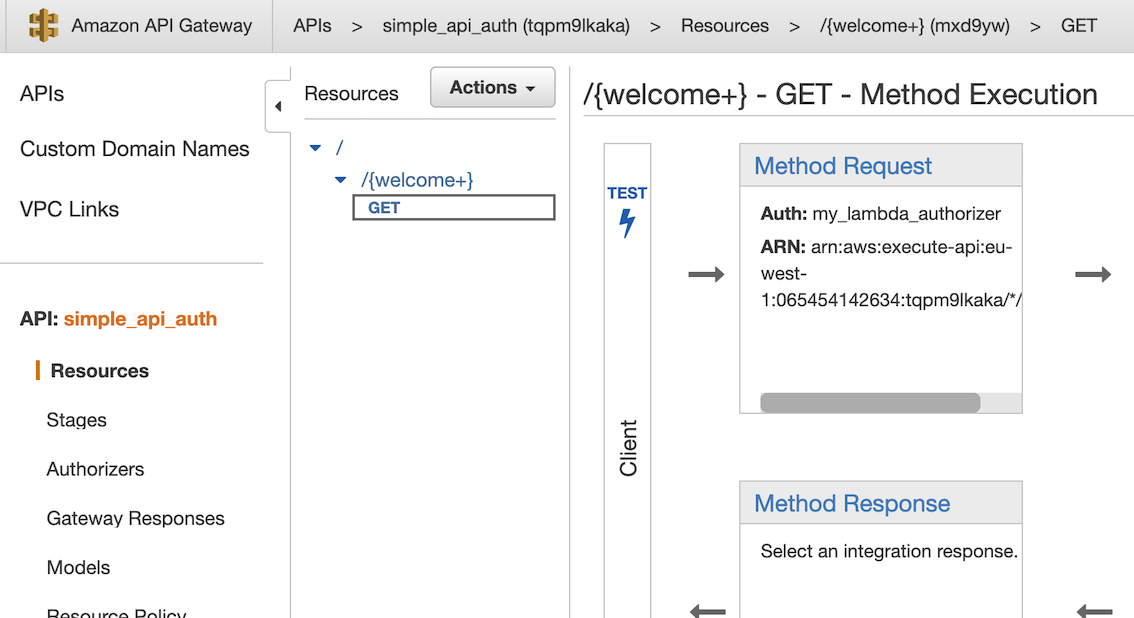 Amazon API Gateway
APIs > simple_api_auth (tqpm9lkaka) > Resources > /{welcome+} (mxd9yw) > GET
APIs
Custom Domain Names
VPC Links
API: simple_api_auth
Resources
Stages
Authorizers
Gateway Responses
Models
Resource Policy
Resources
Actions
/
/{welcome+}
GET
/{welcome+} - GET - Method Execution
TEST
Client
Method Request
Auth: my_lambda_authorizer
ARN: arn:aws:execute-api:eu-
west-
1:065454142634:tqpm9lkaka/*/
Method Response
Select an integration response.